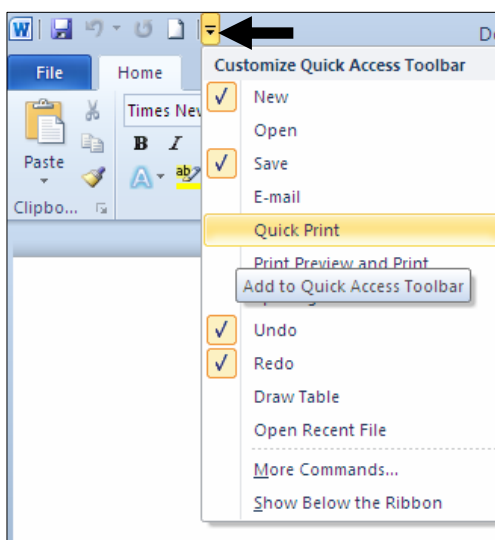 W
De
File Home Customize Quick Access Toolbar
Times New
B I
Paste
ab
A
Clipbo...
New
Open
Save
E-mail
Quick Print
Print Preview and Print
Add to Quick Access Toolbar
Undo
Redo
Draw Table
Open Recent File
More Commands...
Show Below the Ribbon